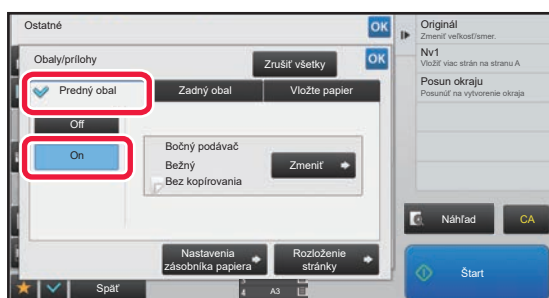 Ostatné
OK
Obaly/prílohy
Zrušiť všetky
OK
Predný obal
Zadný obal
Vložte papier
Off
On
Bočný podávač
Bežný
Bez kopírovania
Zmeniť
Nastavenia
zásobníka papiera
Rozloženie
stránky
Späť
4 A3
Originál
Zmeniť veľkosť/smer.
Nv1
Vložiť viac strán na stranu A
Posun okraju
Posunúť na vytvorenie okraja
Náhľad
CA
Štart